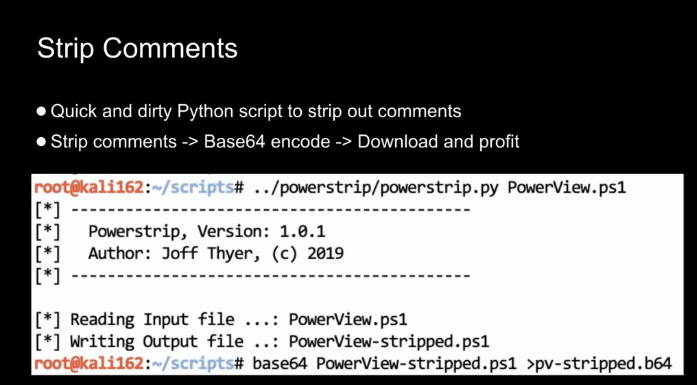 Strip Comments
● Quick and dirty Python script to strip out comments
● Strip comments -> Base64 encode -> Download and profit
root@kali162:~/scripts# ../powerstrip/powerstrip.py PowerView.ps1
[*] --------------------------------------------
[*]   Powerstrip, Version: 1.0.1
[*]   Author: Joff Thyer, (c) 2019
[*] --------------------------------------------
[*] Reading Input file ...: PowerView.ps1
[*] Writing Output file ..: PowerView-stripped.ps1
root@kali162:~/scripts# base64 PowerView-stripped.ps1 >pv-stripped.b64